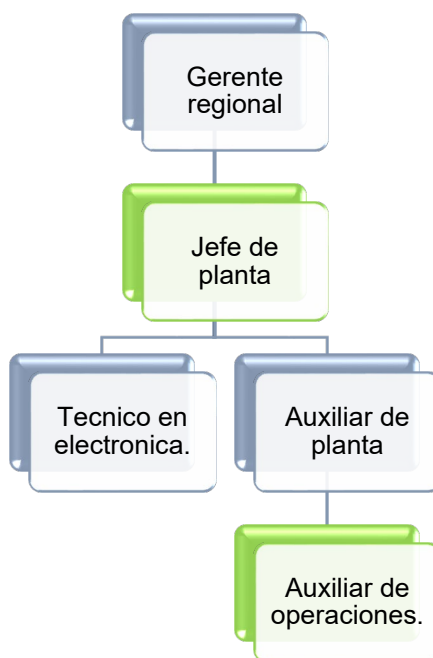 Gerente
regional
Jefe de
planta
Tecnico en
electronica.
Auxiliar de
planta
Auxiliar de
operaciones.